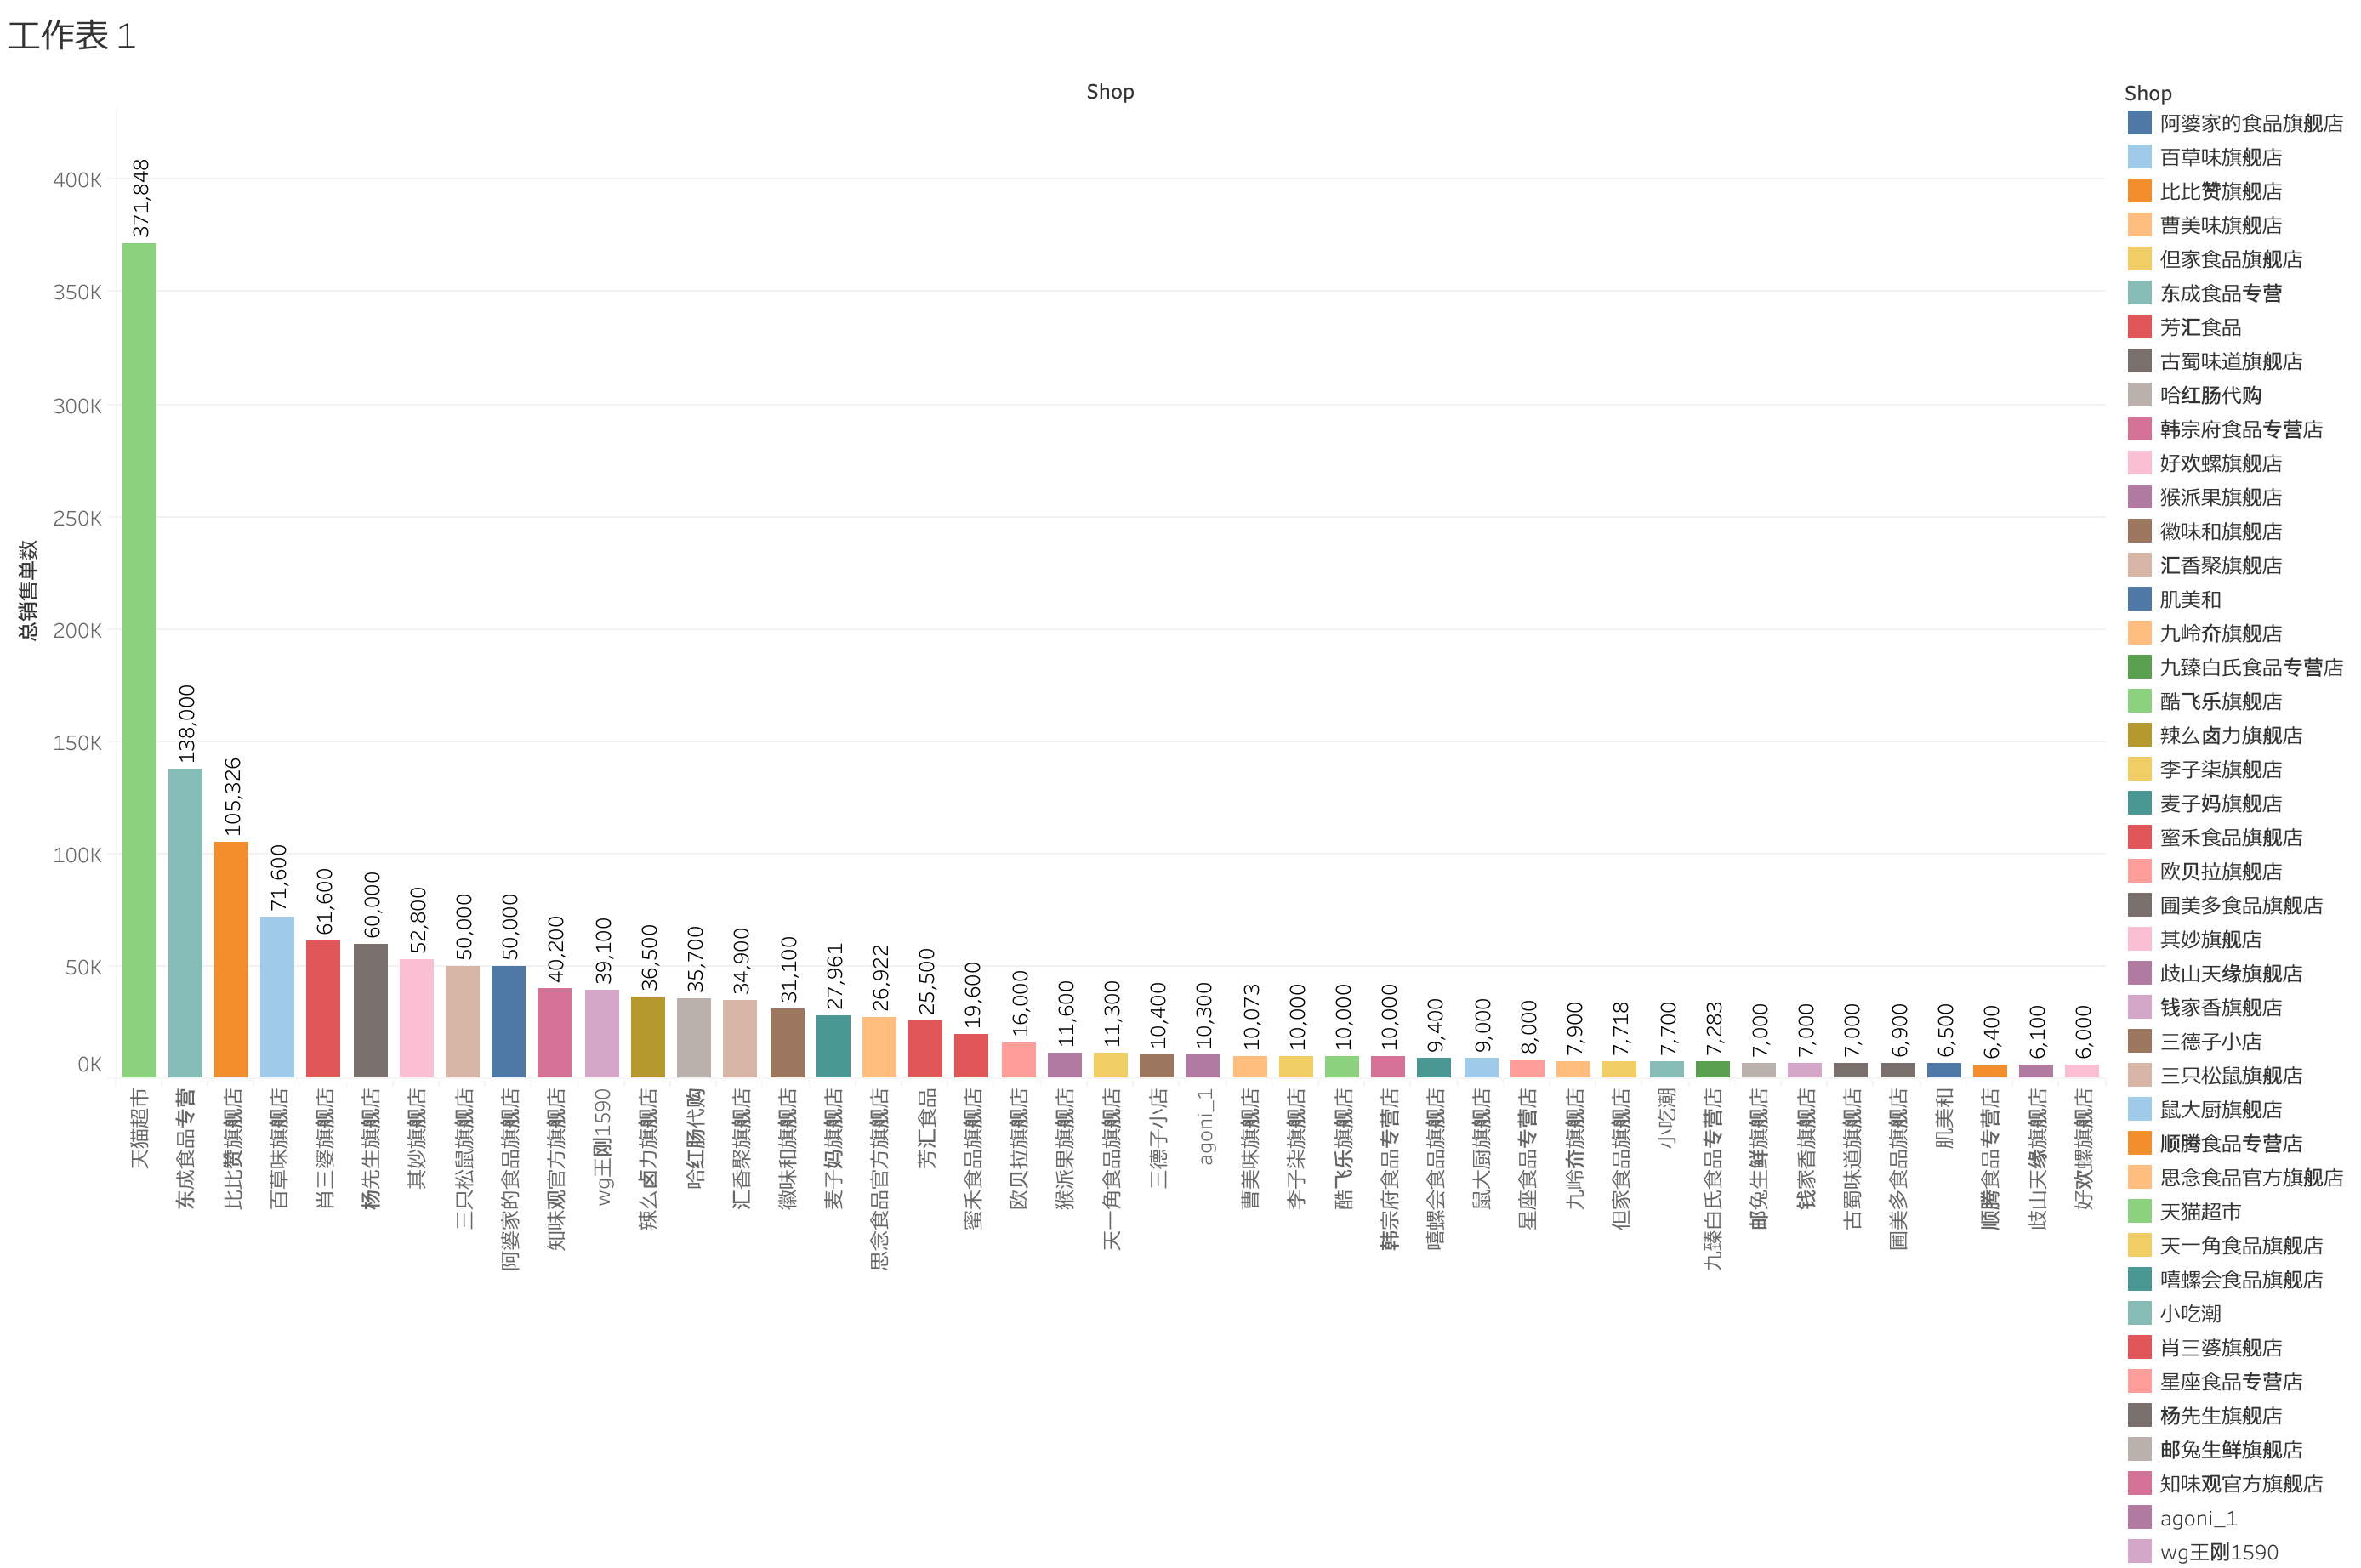 工作表 1
Shop
总销售单数
400K
350K
300K
250K
200K
150K
100K
50K
0K
371,848
138,000
105,326
71,600
61,600
60,000
52,800
50,000
50,000
40,200
39,100
36,500
35,700
34,900
31,100
27,961
26,922
25,500
19,600
16,000
11,600
11,300
10,400
10,300
10,073
10,000
10,000
10,000
9,400
9,000
8,000
7,900
7,718
7,700
7,283
7,000
7,000
7,000
6,900
6,500
6,400
6,100
6,000
天猫超市
东成食品专营
比比赞旗舰店
百草味旗舰店
肖三婆旗舰店
杨先生旗舰店
其妙旗舰店
三只松鼠旗舰店
阿婆家的食品旗舰店
知味观官方旗舰店
wg王刚1590
辣么卤力旗舰店
哈红肠代购
汇香聚旗舰店
徽味和旗舰店
麦子妈旗舰店
思念食品官方旗舰店
芳汇食品
蜜禾食品旗舰店
欧贝拉旗舰店
猴派果旗舰店
天一角食品旗舰店
三德子小店
agoni_1
曹美味旗舰店
李子柒旗舰店
酷飞乐旗舰店
韩宗府食品专营店
嘻螺会食品旗舰店
鼠大厨旗舰店
星座食品专营店
九岭夼旗舰店
但家食品旗舰店
小吃潮
九臻白氏食品专营店
邮兔生鲜旗舰店
钱家香旗舰店
古蜀味道旗舰店
圃美多食品旗舰店
肌美和
顺腾食品专营店
歧山天缘旗舰店
好欢螺旗舰店
Shop
阿婆家的食品旗舰店
百草味旗舰店
比比赞旗舰店
曹美味旗舰店
但家食品旗舰店
东成食品专营
芳汇食品
古蜀味道旗舰店
哈红肠代购
韩宗府食品专营店
好欢螺旗舰店
猴派果旗舰店
徽味和旗舰店
汇香聚旗舰店
肌美和
九岭夼旗舰店
九臻白氏食品专营店
酷飞乐旗舰店
辣么卤力旗舰店
李子柒旗舰店
麦子妈旗舰店
蜜禾食品旗舰店
欧贝拉旗舰店
圃美多食品旗舰店
其妙旗舰店
歧山天缘旗舰店
钱家香旗舰店
三德子小店
三只松鼠旗舰店
鼠大厨旗舰店
顺腾食品专营店
思念食品官方旗舰店
天猫超市
天一角食品旗舰店
嘻螺会食品旗舰店
小吃潮
肖三婆旗舰店
星座食品专营店
杨先生旗舰店
邮兔生鲜旗舰店
知味观官方旗舰店
agoni_1
wg王刚1590